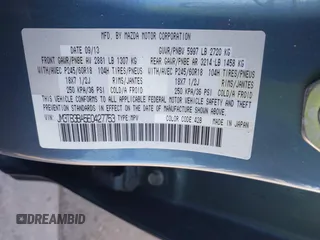 MFD. BY MAZDA MOTOR CORPORATION
DATE 09/13 GVWR/PNBV 5997 LB 2720 KG
FRONT GAWR/PNBE AV 2881 LB 1307 KG REAR GAWR/PNBE AR 3214 LB 1458 KG
WITH/AVEC P245/60R18 104H TIRES/PNEUS WITH/AVEC P245/60R18 104H TIRES/PNEUS
18X7 1/2J RIMS/JANTES 18X7 1/2J RIMS/JANTES
250 KPA/36 PSI COLD/A FROID 250 KPA/36 PSI COLD/A FROID
THIS VEHICLE CONFORMS TO ALL APPLICABLE FEDERAL MOTOR
VEHICLE SAFETY STANDARDS IN EFFECT ON
THE DATE OF MANUFACTURE SHOWN ABOVE.
VIN: JM3TB3BA5E0427753 TYPE: MPV COLOR CODE 42B
MADE IN JAPAN
DREAMBID